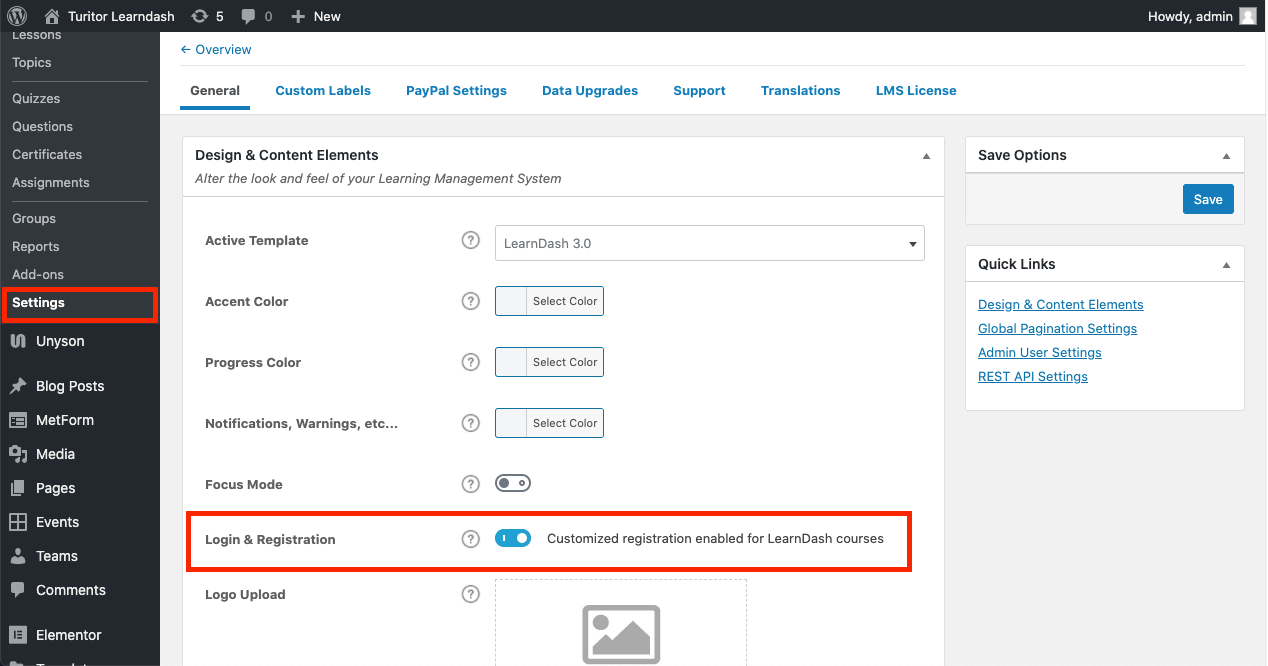 Turitor Learndash 5 0 New Howdy, admin
Lessons
Topics
Quizzes
Questions
Certificates
Assignments
Groups
Reports
Add-ons
Settings
Unyson
Blog Posts
MetForm
Media
Pages
Events
Teams
Comments
Elementor
← Overview
General Custom Labels PayPal Settings Data Upgrades Support Translations LMS License
Design & Content Elements
Alter the look and feel of your Learning Management System
Active Template ? LearnDash 3.0
Accent Color ? Select Color
Progress Color ? Select Color
Notifications, Warnings, etc... ? Select Color
Focus Mode ?
Login & Registration ? Customized registration enabled for LearnDash courses
Logo Upload ?
Save Options
Save
Quick Links
Design & Content Elements
Global Pagination Settings
Admin User Settings
REST API Settings